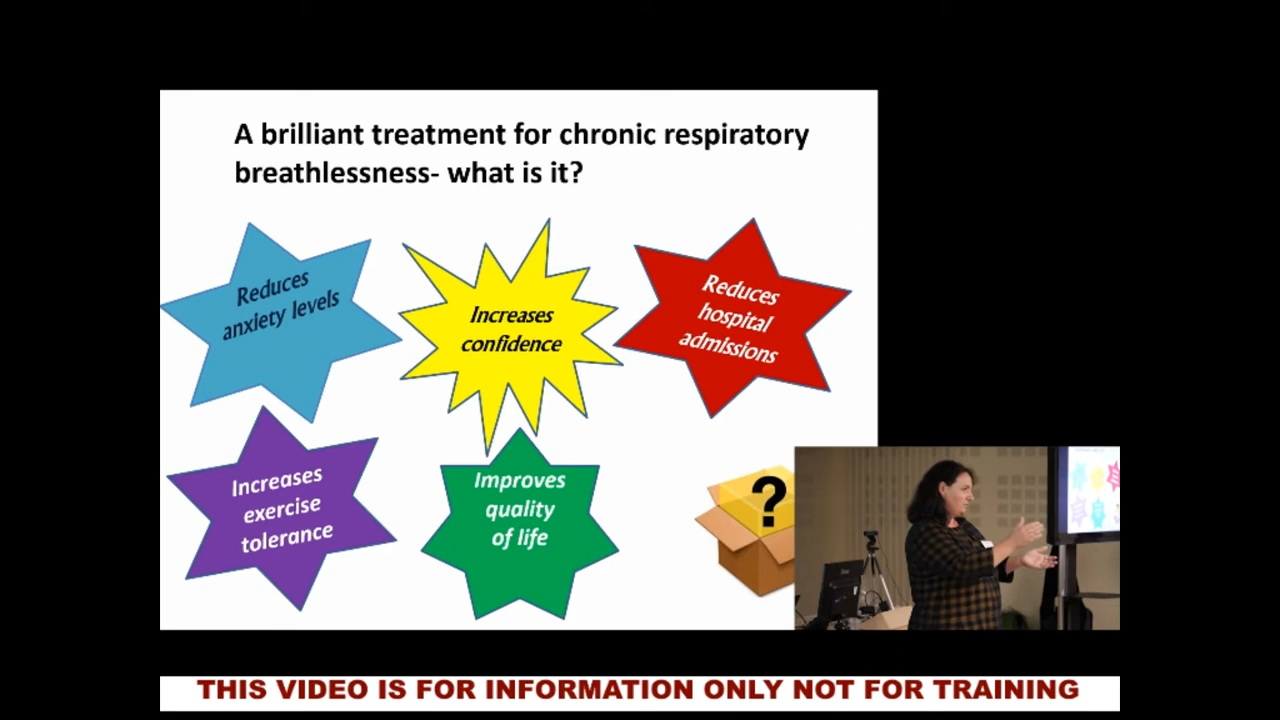 A brilliant treatment for chronic respiratory
breathlessness- what is it?
Reduces
anxiety levels
Increases
confidence
Reduces
hospital
admissions
Increases
exercise
tolerance
Improves
quality
of life
?
THIS VIDEO IS FOR INFORMATION ONLY NOT FOR TRAINING